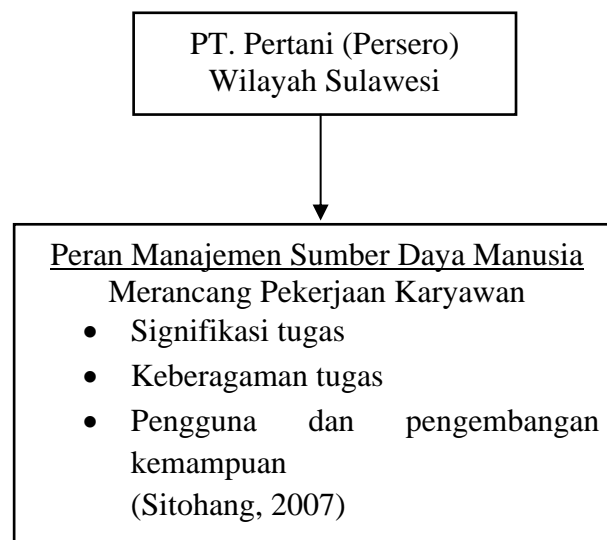 PT. Pertani (Persero)
Wilayah Sulawesi
Peran Manajemen Sumber Daya Manusia
Merancang Pekerjaan Karyawan
• Signifikasi tugas
• Keberagaman tugas
• Pengguna dan pengembangan
kemampuan
(Sitohang, 2007)